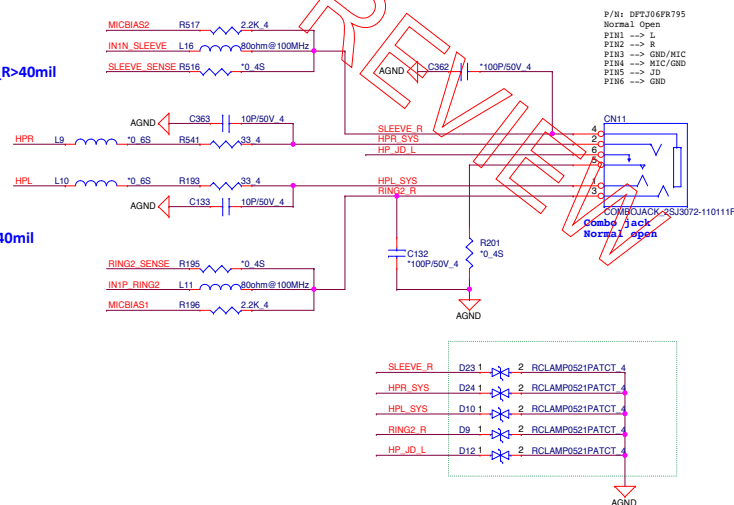 P/N: DFTJ06FR795
Normal Open
PIN1 --> L
PIN2 --> R
PIN3 --> GND/MIC
PIN4 --> MIC/GND
PIN5 --> JD
PIN6 --> GND
MICBIAS2 R517 2.2K_4
IN1N_SLEEVE L16 80ohm@100MHz
SLEEVE_SENSE R516 *0_4S
_R>40mil
AGND C362 *100P/50V_4
AGND C363 10P/50V_4
HPR L9 *0_6S R541 33_4
HPL L10 *0_6S R193 33_4
AGND C133 10P/50V_4
40mil
SLEEVE_R
HPR_SYS
HP_JD_L
HPL_SYS
RING2_R
CN11
4
2
6
5
1
3
COMBOJACK_2SJ3072-110111F
Combo jack
Normal open
RING2_SENSE R195 *0_4S
IN1P_RING2 L11 80ohm@100MHz
MICBIAS1 R196 2.2K_4
C132
*100P/50V_4
R201
*0_4S
AGND
SLEEVE_R D23 1 2 RCLAMP0521PATCT_4
HPR_SYS D24 1 2 RCLAMP0521PATCT_4
HPL_SYS D10 1 2 RCLAMP0521PATCT_4
RING2_R D9 1 2 RCLAMP0521PATCT_4
HP_JD_L D12 1 2 RCLAMP0521PATCT_4
AGND